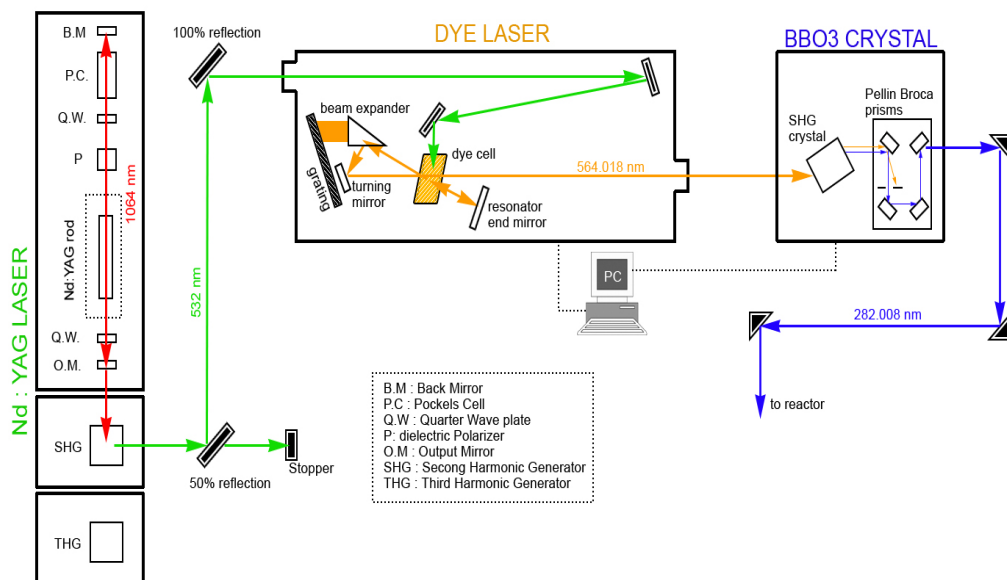 DYE LASER
BBO3 CRYSTAL
B.M
100% reflection
P.C.
Pellin Broca
prisms
beam expander
SHG
crystal
Q.W.
dye cell
P
564.018 nm
grating
turning
mirror
resonator
end mirror
1064 nm
Nd:YAG rod
PC
532 nm
Nd : YAG LASER
282.008 nm
Q.W.
O.M.
B.M : Back Mirror
P.C : Pockels Cell
Q.W : Quarter Wave plate
P: dielectric Polarizer
O.M : Output Mirror
SHG : Second Harmonic Generator
THG : Third Harmonic Generator
to reactor
SHG
Stopper
50% reflection
THG